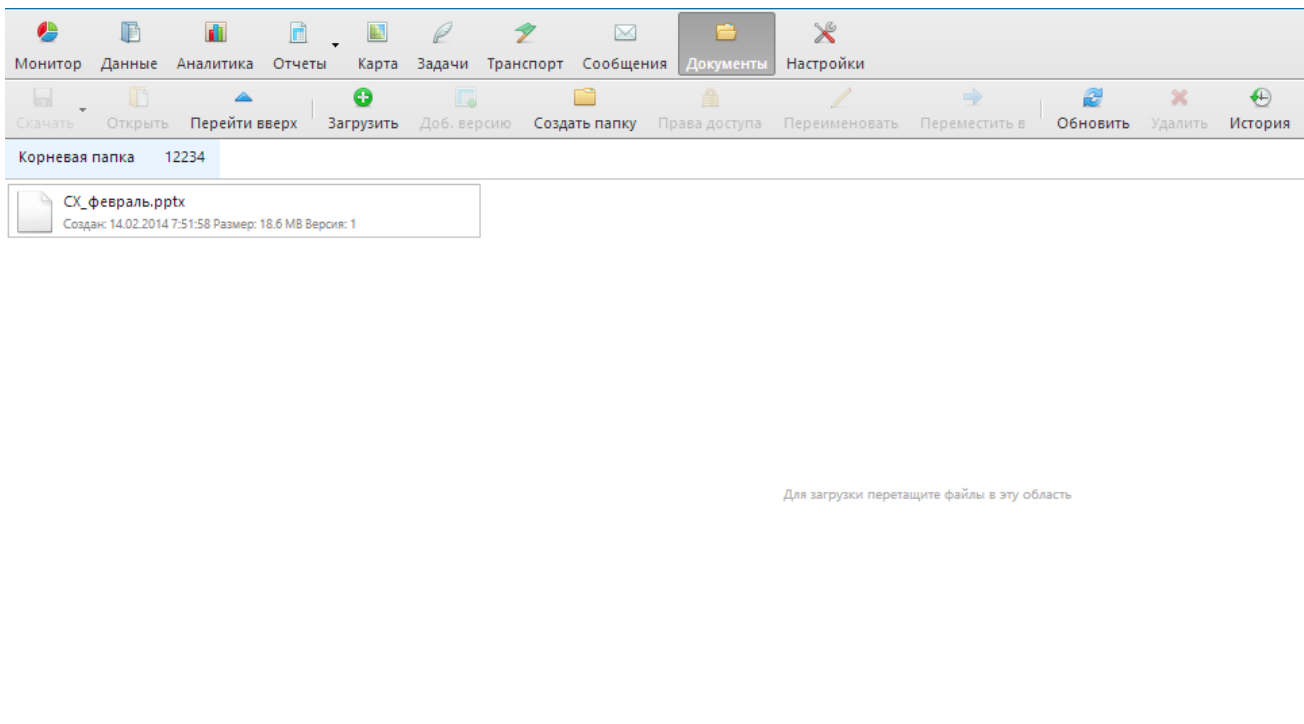 Монитор Данные Аналитика Отчеты Карта Задачи Транспорт Сообщения Документы Настройки
Скачать Открыть Перейти вверх Загрузить Доб. версию Создать папку Права доступа Переименовать Переместить в Обновить Удалить История
Корневая папка 12234
СХ_февраль.pptx
Создан: 14.02.2014 7:51:58 Размер: 18.6 MB Версия: 1
Для загрузки перетащите файлы в эту область